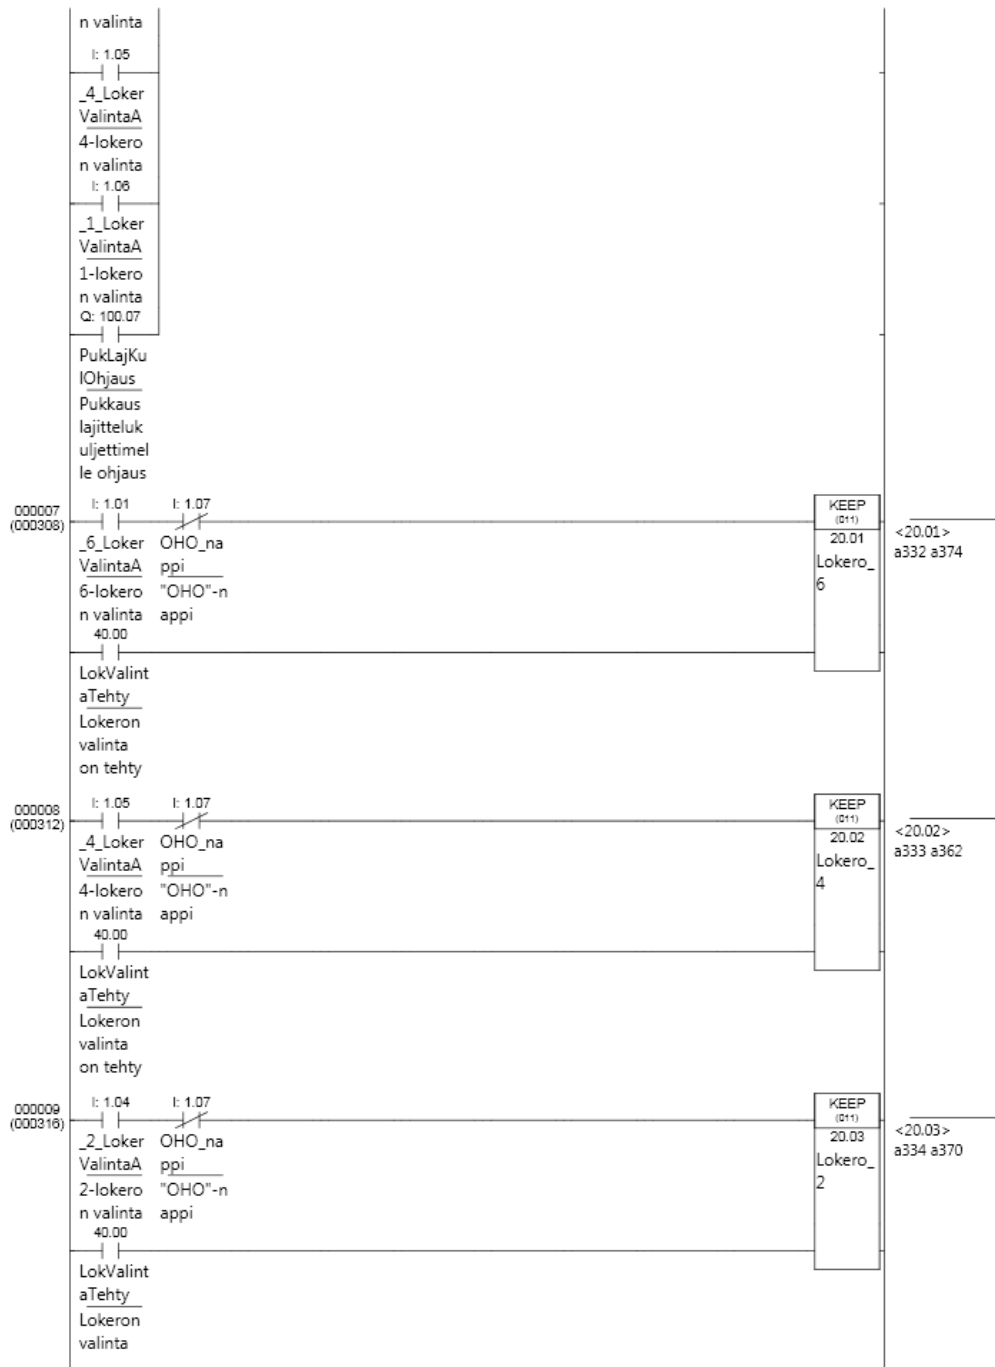 n valinta
I: 1.05
_4_Loker
ValintaA
4-lokero
n valinta
I: 1.06
_1_Loker
ValintaA
1-lokero
n valinta
Q: 100.07
PukLajKu
lOhjaus
Pukkaus
lajitteluk
uljettimel
le ohjaus
000007
(000308)
I: 1.01 I: 1.07
_6_Loker OHO_na
ValintaA ppi
6-lokero "OHO"-n
n valinta appi
40.00
LokValint
aTehty
Lokeron
valinta
on tehty
KEEP
(011)
20.01
Lokero_
6
<20.01>
a332 a374
000008
(000312)
I: 1.05 I: 1.07
_4_Loker OHO_na
ValintaA ppi
4-lokero "OHO"-n
n valinta appi
40.00
LokValint
aTehty
Lokeron
valinta
on tehty
KEEP
(011)
20.02
Lokero_
4
<20.02>
a333 a362
000009
(000316)
I: 1.04 I: 1.07
_2_Loker OHO_na
ValintaA ppi
2-lokero "OHO"-n
n valinta appi
40.00
LokValint
aTehty
Lokeron
valinta
KEEP
(011)
20.03
Lokero_
2
<20.03>
a334 a370